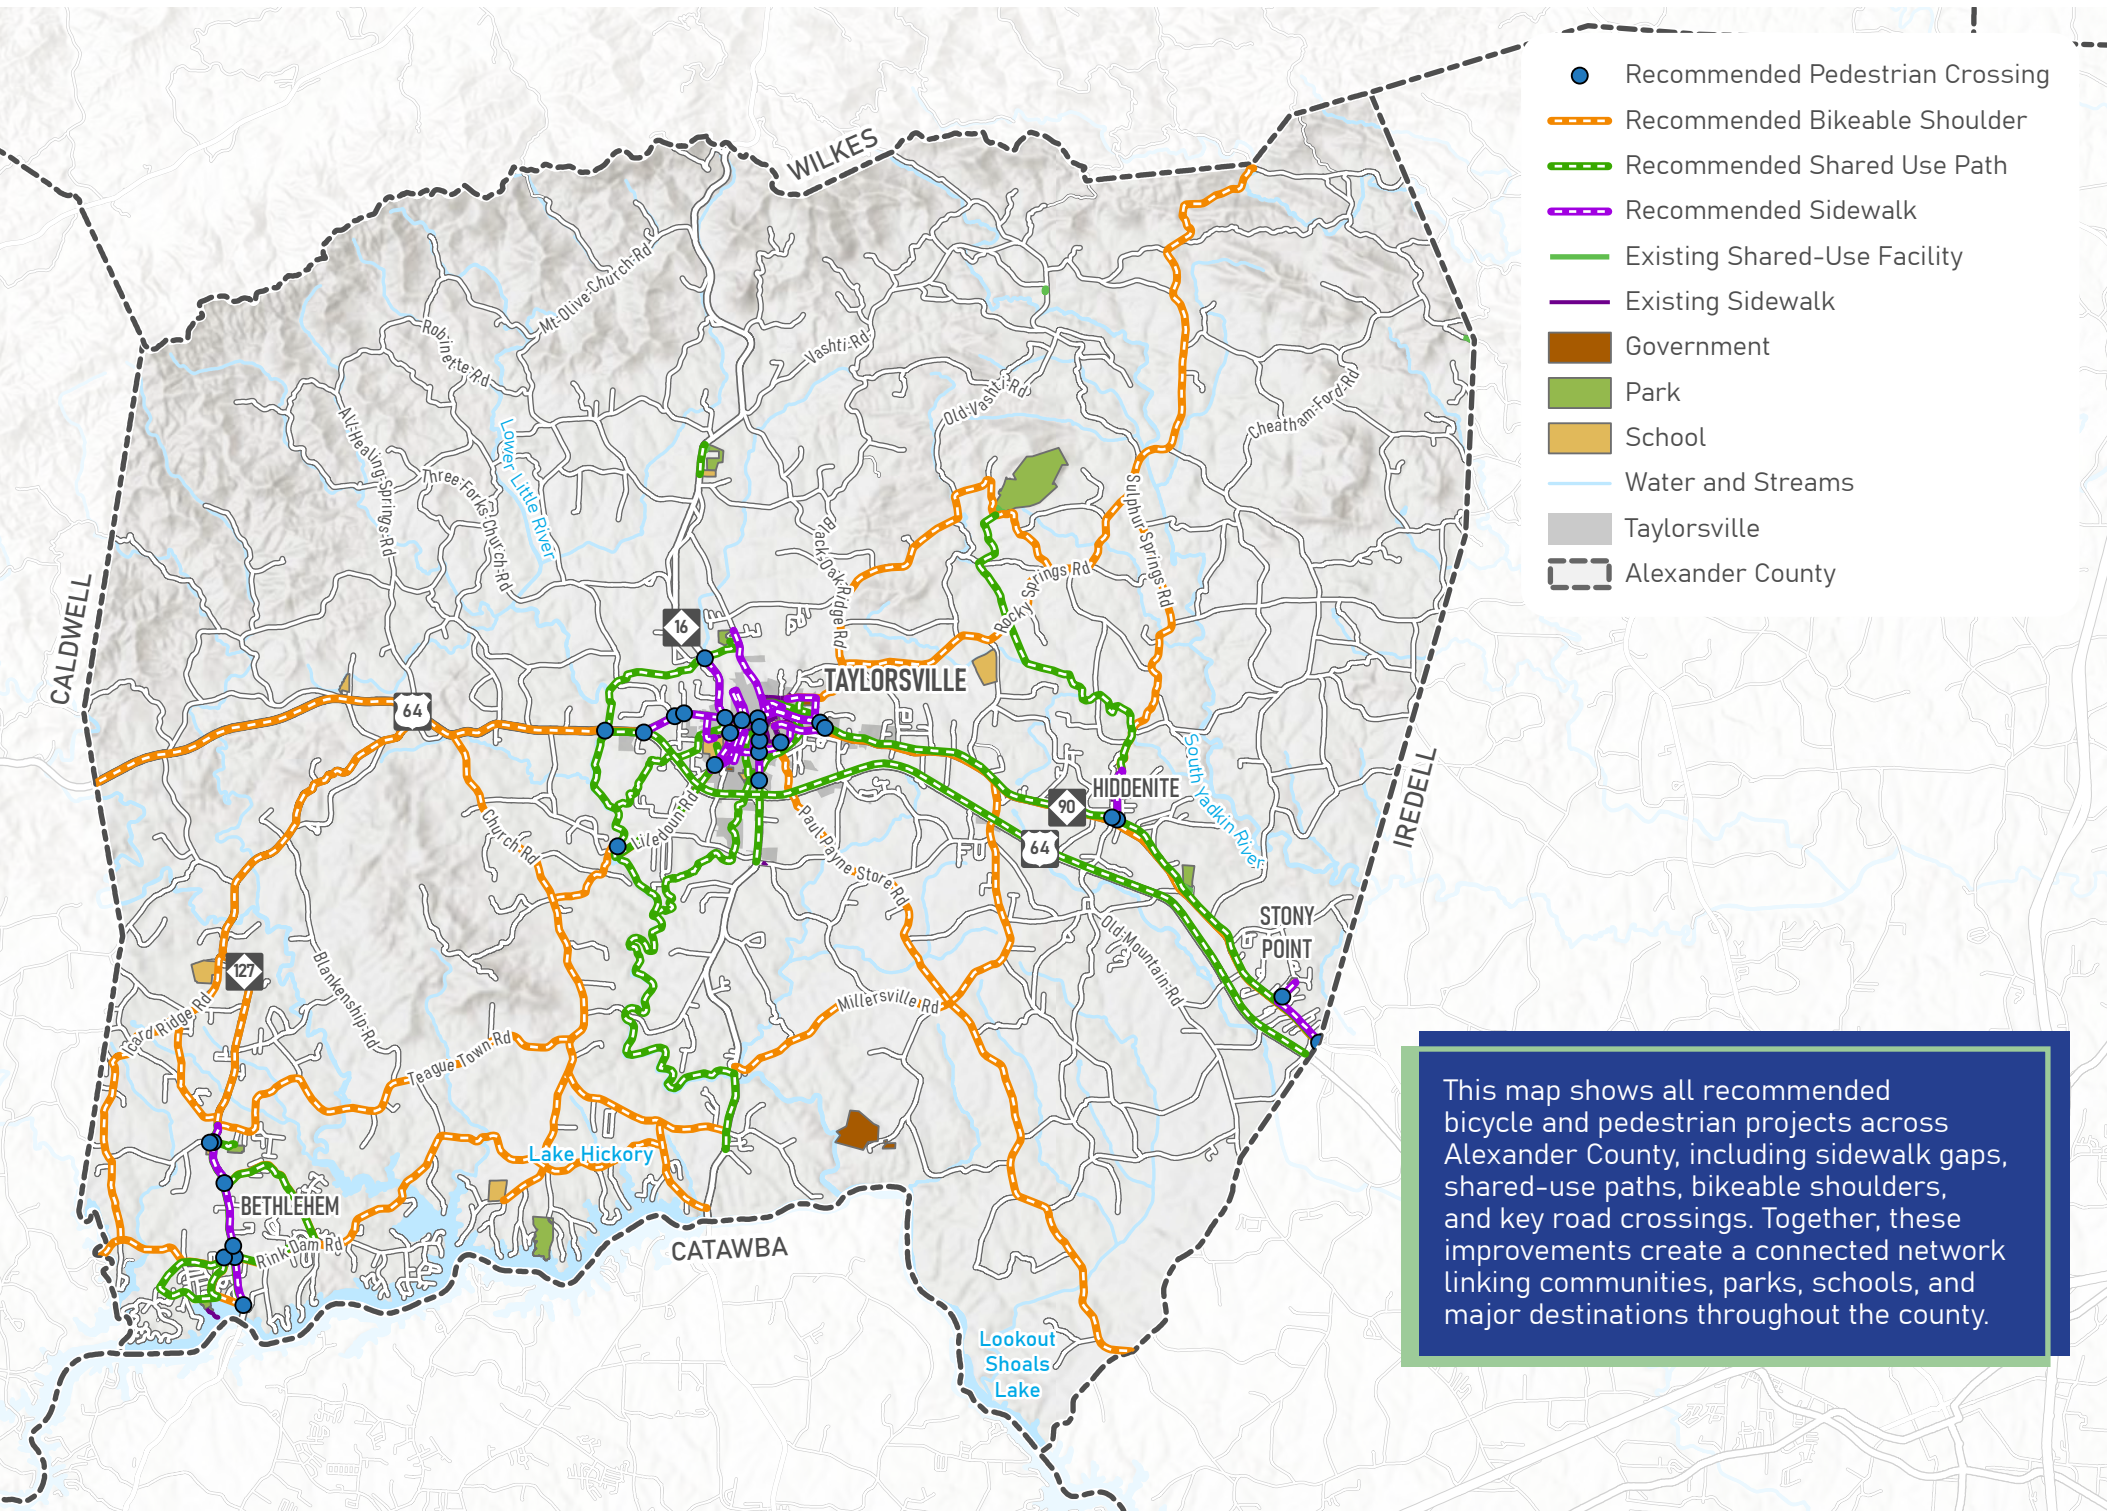 Recommended Pedestrian Crossing
Recommended Bikeable Shoulder
Recommended Shared Use Path
Recommended Sidewalk
Existing Shared-Use Facility
Existing Sidewalk
Government
Park
School
Water and Streams
Taylorsville
Alexander County
WILKES
CALDWELL
IREDELL
CATAWBA
Mt Olive Church Rd
Robinette Rd
Vashti Rd
Old Vashti Rd
Cheatham Ford Rd
All Healing Springs Rd
Three Forks Church Rd
Lower Little River
Black Oak Ridge Rd
Sulphur Springs Rd
Rocky Springs Rd
16
TAYLORSVILLE
64
South Yadkin River
HIDDENITE
90
64
Church Rd
Liledoun Rd
Paul Payne Store Rd
STONY
POINT
Old Mountain Rd
127
Blankenship Rd
Icard Ridge Rd
Millersville Rd
Teague Town Rd
Lake Hickory
BETHLEHEM
Rink Dam Rd
Lookout
Shoals
Lake
This map shows all recommended
bicycle and pedestrian projects across
Alexander County, including sidewalk gaps,
shared-use paths, bikeable shoulders,
and key road crossings. Together, these
improvements create a connected network
linking communities, parks, schools, and
major destinations throughout the county.